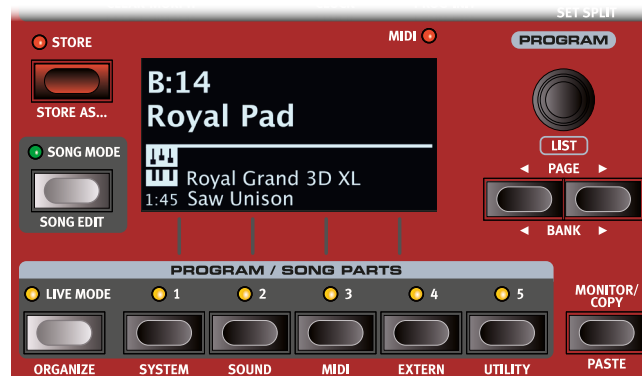 SET SPLIT
STORE
MIDI
PROGRAM
B:14
Royal Pad
STORE AS...
LIST
SONG MODE
◄ PAGE ►
Royal Grand 3D XL
1:45 Saw Unison
SONG EDIT
◄ BANK ►
PROGRAM / SONG PARTS
LIVE MODE 1 2 3 4 5
MONITOR/
COPY
ORGANIZE SYSTEM SOUND MIDI EXTERN UTILITY PASTE